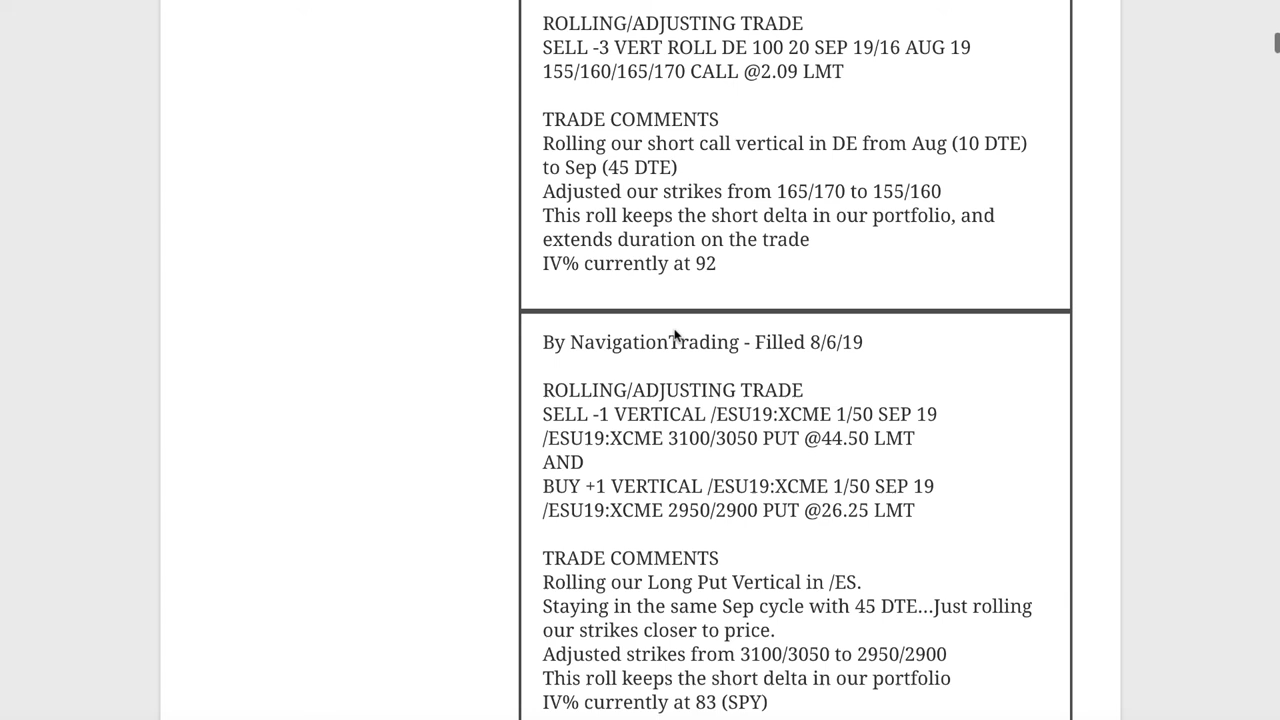 ROLLING/ADJUSTING TRADE
SELL -3 VERT ROLL DE 100 20 SEP 19/16 AUG 19
155/160/165/170 CALL @2.09 LMT
TRADE COMMENTS
Rolling our short call vertical in DE from Aug (10 DTE)
to Sep (45 DTE)
Adjusted our strikes from 165/170 to 155/160
This roll keeps the short delta in our portfolio, and
extends duration on the trade
IV% currently at 92
By NavigationTrading - Filled 8/6/19
ROLLING/ADJUSTING TRADE
SELL -1 VERTICAL /ESU19:XCME 1/50 SEP 19
/ESU19:XCME 3100/3050 PUT @44.50 LMT
AND
BUY +1 VERTICAL /ESU19:XCME 1/50 SEP 19
/ESU19:XCME 2950/2900 PUT @26.25 LMT
TRADE COMMENTS
Rolling our Long Put Vertical in /ES.
Staying in the same Sep cycle with 45 DTE...Just rolling
our strikes closer to price.
Adjusted strikes from 3100/3050 to 2950/2900
This roll keeps the short delta in our portfolio
IV% currently at 83 (SPY)